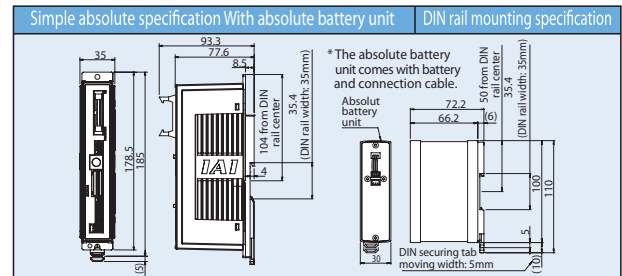 Simple absolute specification With absolute battery unit
DIN rail mounting specification
35
93.3
77.6
8.5
178.5
185
(5)
104 from DIN
rail center
35.4
(DIN rail width: 35mm)
4
IAI
* The absolute battery
unit comes with battery
and connection cable.
Absolut
battery
unit
30
72.2
66.2
(6)
50 from DIN
rail center
35.4
(DIN rail width: 35mm)
100
110
5
(10)
DIN securing tab
moving width: 5mm